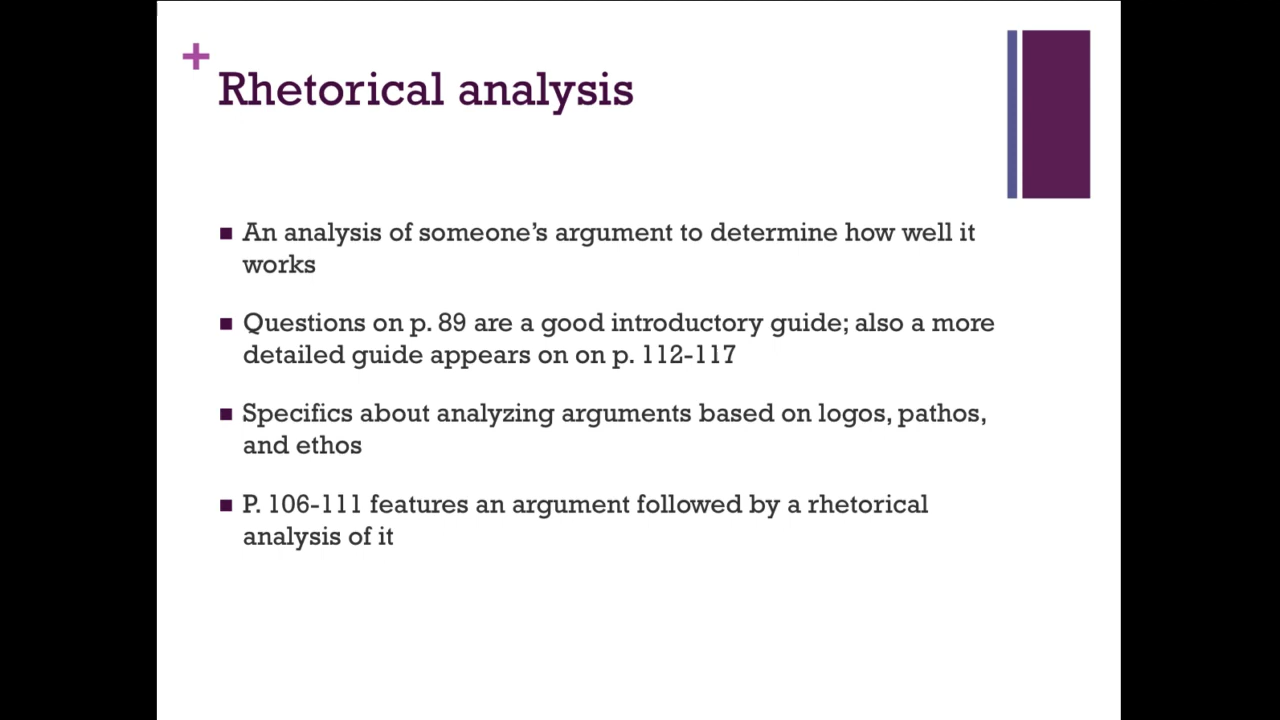 +
Rhetorical analysis
■ An analysis of someone’s argument to determine how well it
works
■ Questions on p. 89 are a good introductory guide; also a more
detailed guide appears on on p. 112-117
■ Specifics about analyzing arguments based on logos, pathos,
and ethos
■ P. 106-111 features an argument followed by a rhetorical
analysis of it